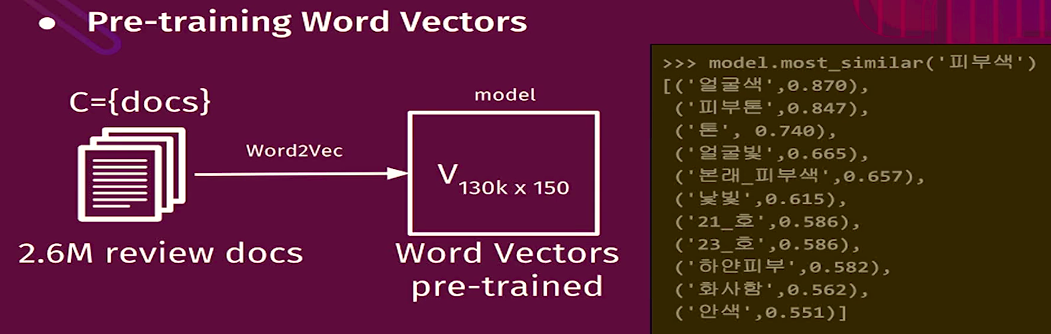 ● Pre-training Word Vectors
C={docs}
Word2Vec
2.6M review docs
model
V130k x 150
Word Vectors
pre-trained
>>> model.most_similar('피부색')
[('얼굴색',0.870),
('피부톤',0.847),
('톤', 0.740),
('얼굴빛',0.665),
('본래_피부색',0.657),
('낯빛',0.615),
('21_호',0.586),
('23_호',0.586),
('하얀피부',0.582),
('화사함',0.562),
('안색',0.551)]